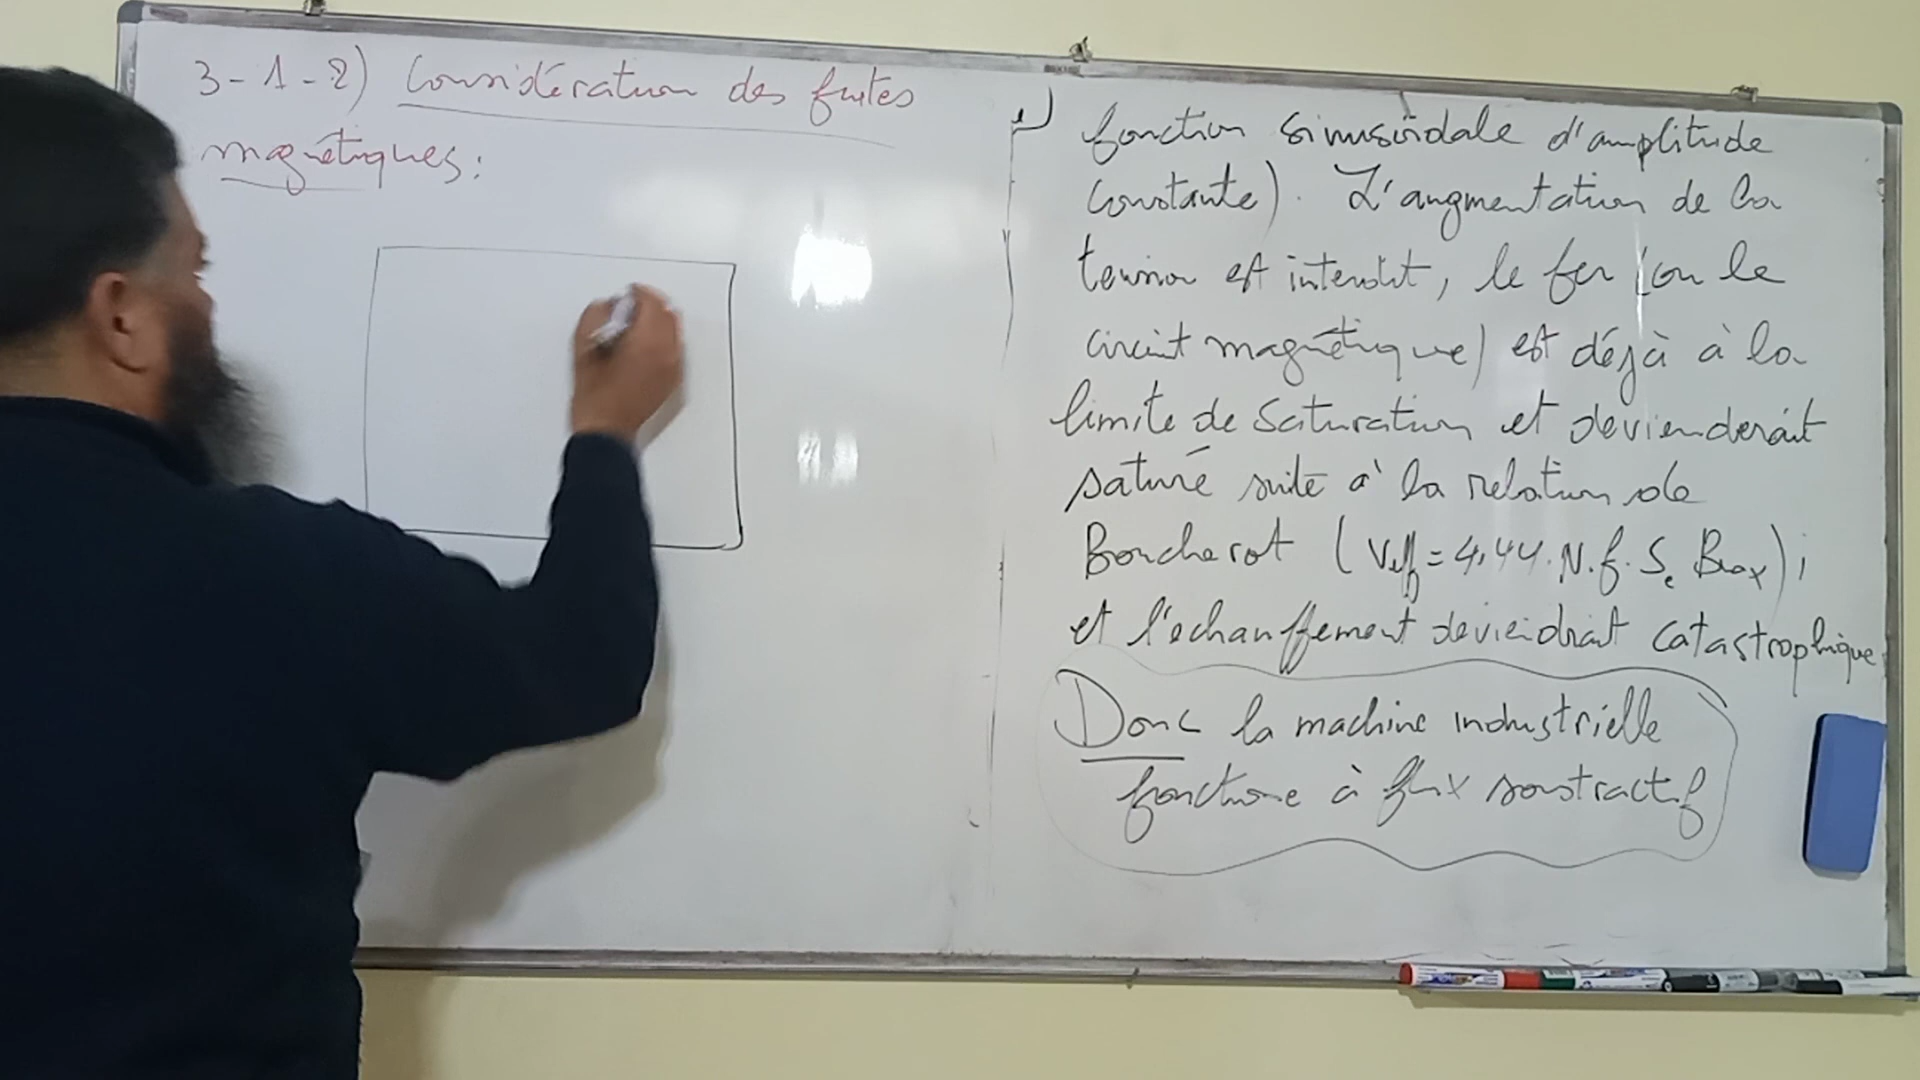 3-1-2) Considération des fuites
magnétiques:
fonction sinusoïdale d'amplitude
constante). L'augmentation de la
tension est interdit, le fer (ou le
circuit magnétique) est déjà à la
limite de saturation et devienderait
saturé suite à la relation de
Boucherot (Veff = 4,44.N.f.Se Bmax);
et l'échauffement deviendrait catastrophique
Donc la machine industrielle
fonctionne à flux soustractif